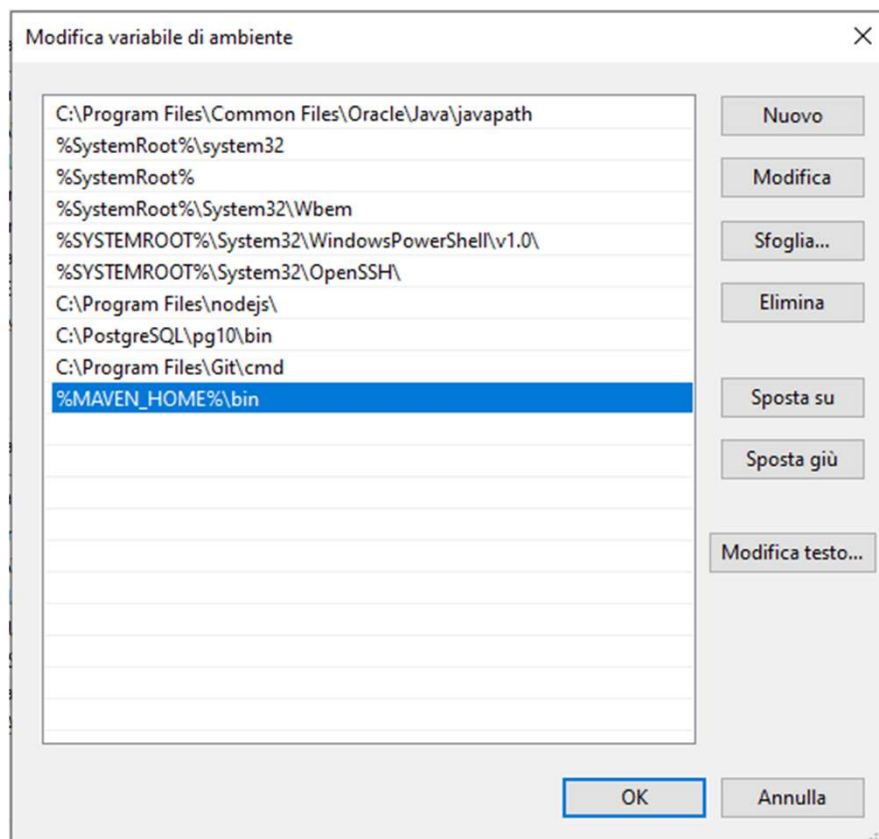 Modifica variabile di ambiente
C:\Program Files\Common Files\Oracle\Java\javapath
%SystemRoot%\system32
%SystemRoot%
%SystemRoot%\System32\Wbem
%SYSTEMROOT%\System32\WindowsPowerShell\v1.0\
%SYSTEMROOT%\System32\OpenSSH\
C:\Program Files\nodejs\
C:\PostgreSQL\pg10\bin
C:\Program Files\Git\cmd
%MAVEN_HOME%\bin
Nuovo
Modifica
Sfoglia...
Elimina
Sposta su
Sposta giù
Modifica testo...
OK
Annulla